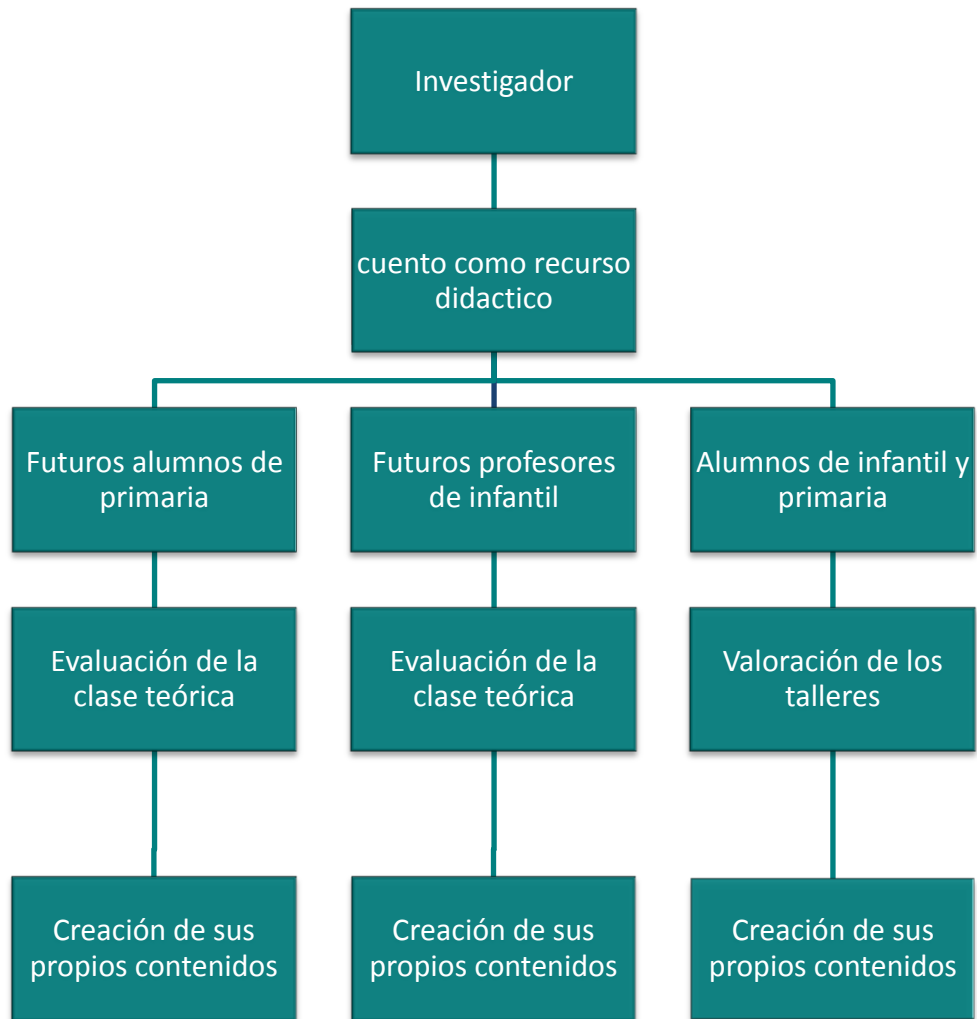 Investigador
cuento como recurso
didactico
Futuros alumnos de
primaria
Futuros profesores
de infantil
Alumnos de infantil y
primaria
Evaluación de la
clase teórica
Evaluación de la
clase teórica
Valoración de los
talleres
Creación de sus
propios contenidos
Creación de sus
propios contenidos
Creación de sus
propios contenidos